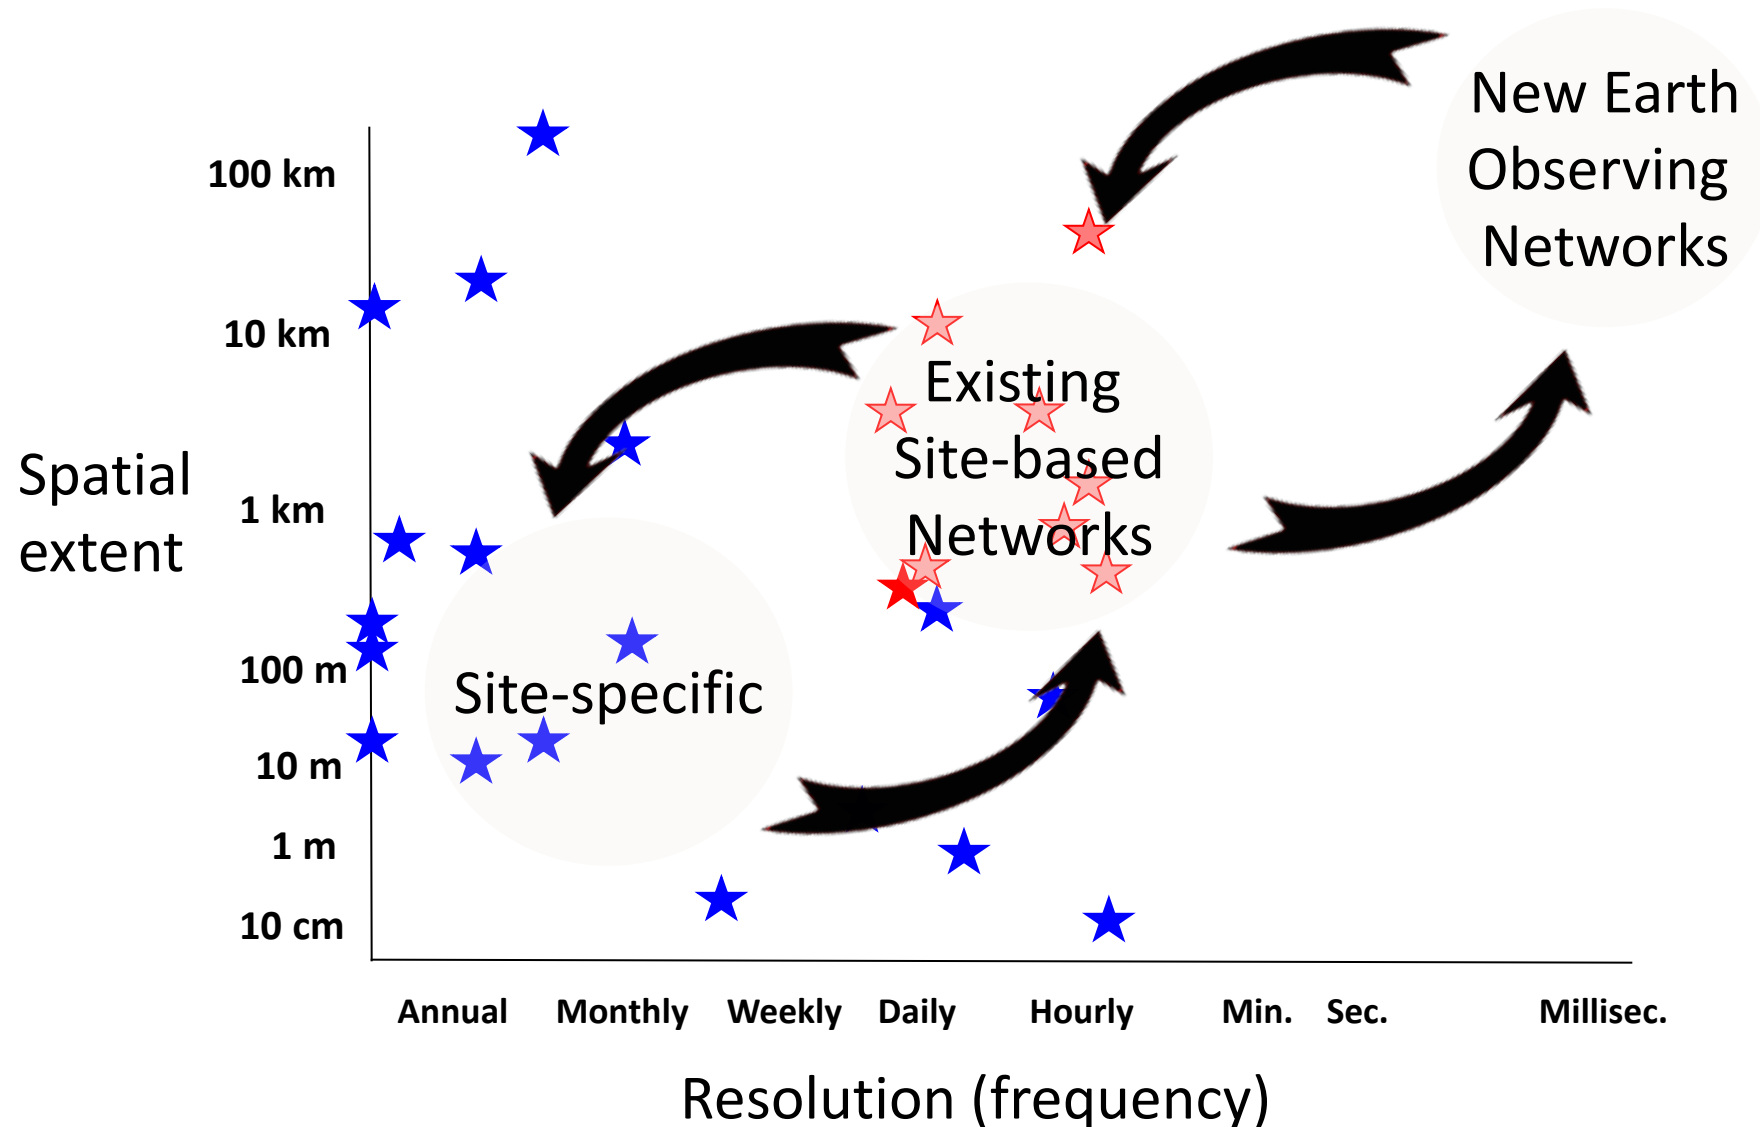 New Earth
Observing
Networks
100 km
10 km
Existing
Site-based
Networks
Spatial
extent
1 km
100 m
Site-specific
10 m
1 m
10 cm
Annual
Monthly
Weekly
Daily
Hourly
Min.
Sec.
Millisec.
Resolution (frequency)